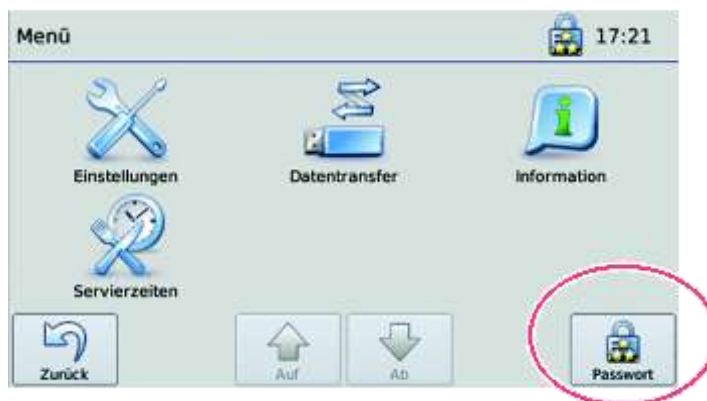 Menü 17:21
Einstellungen Datentransfer Information
Servierzeiten
Zurück Auf Ab Passwort